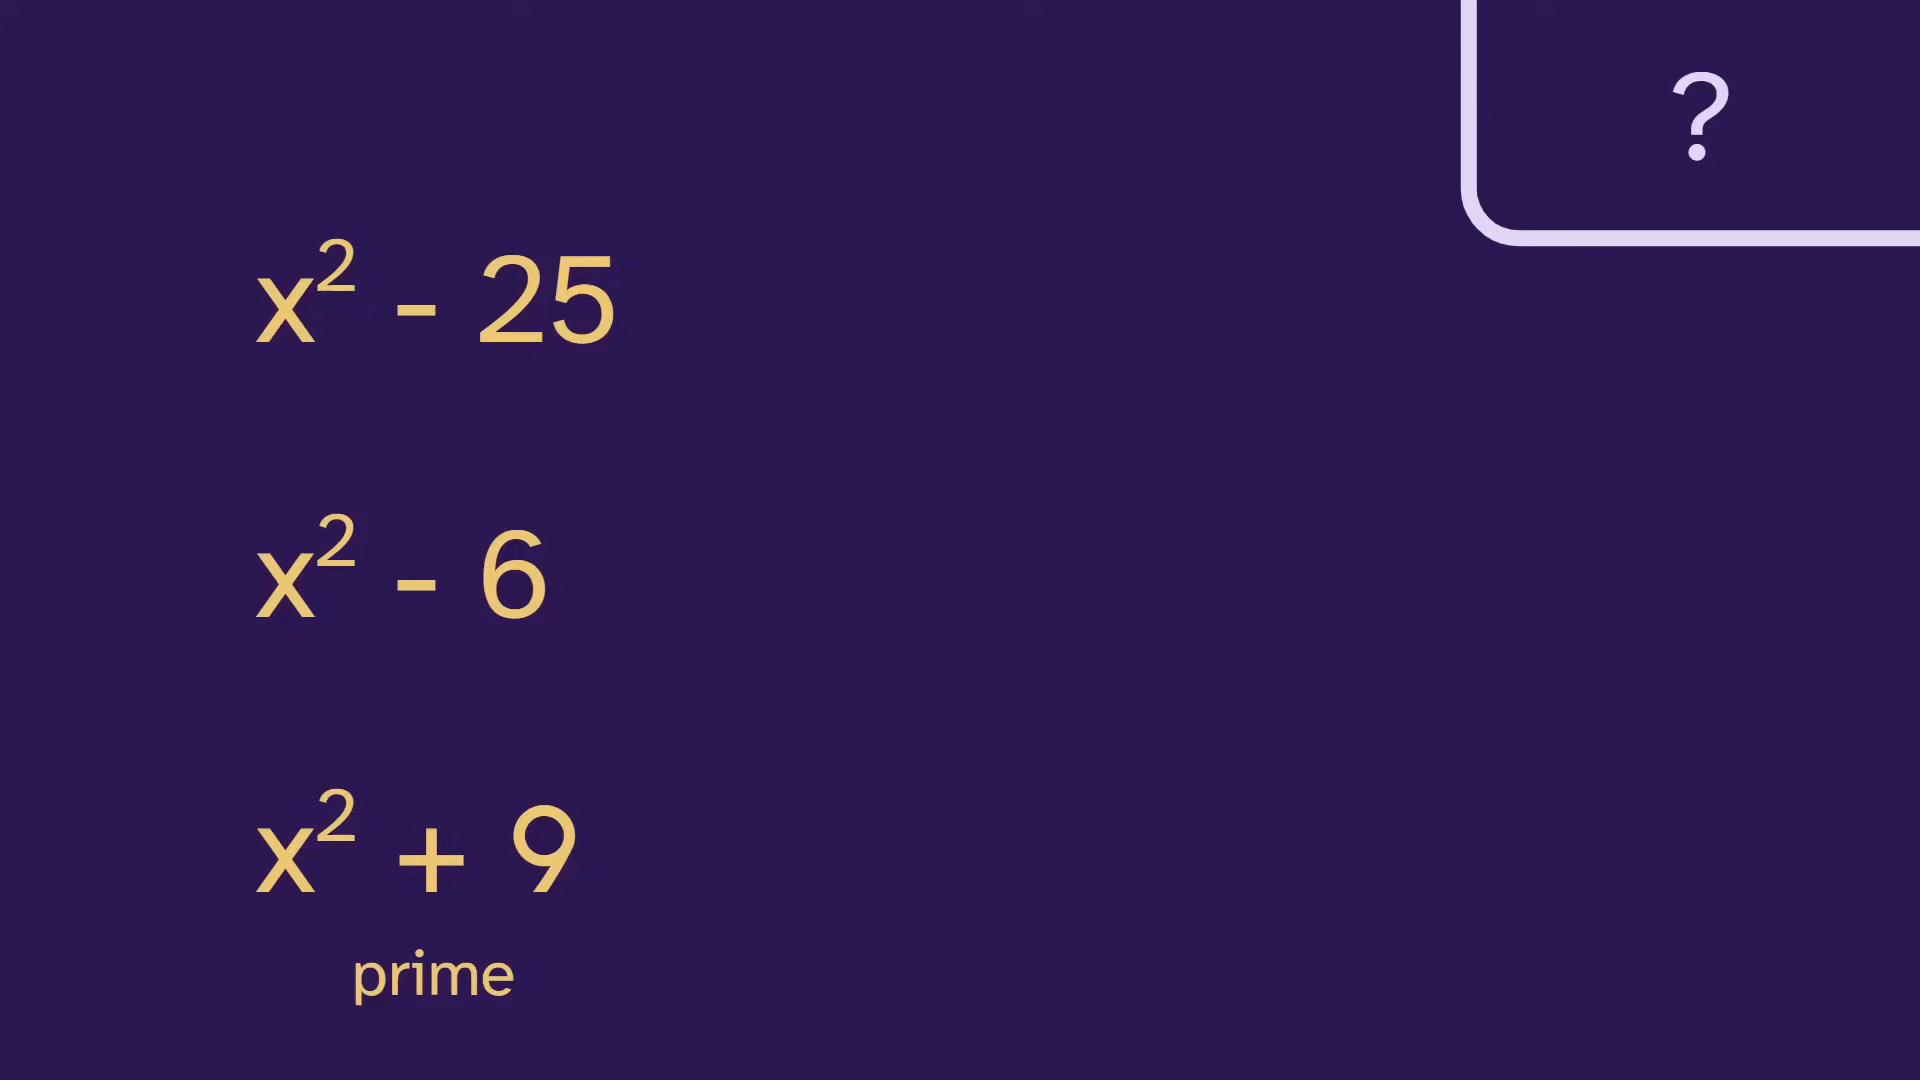 ?
x² - 25
x² - 6
x² + 9
prime